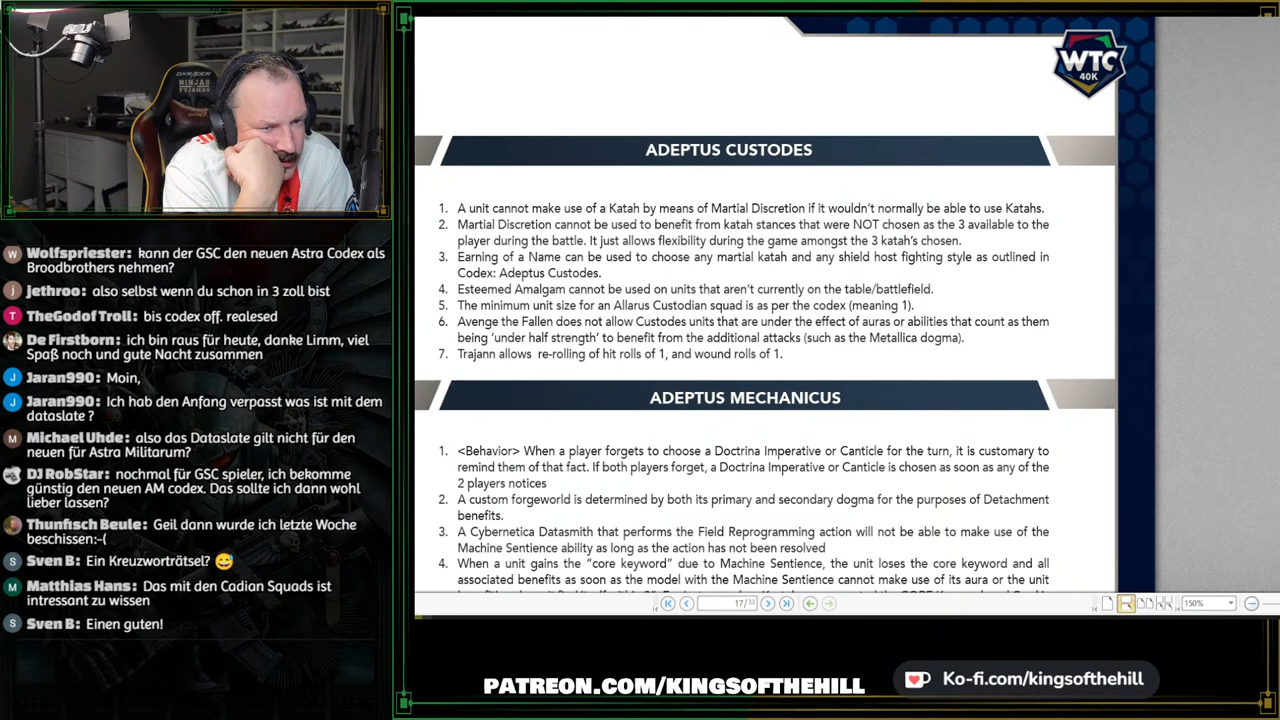 DXRACER
NINJAS
PYJAMAS
Wolfspriester: kann der GSC den neuen Astra Codex als
Broodbrothers nehmen?
jethroo: also selbst wenn du schon in 3 zoll bist
TheGodof Troll: bis codex off. realesed
De Firstborn: ich bin raus für heute, danke Limm, viel
Spaß noch und gute Nacht zusammen
Jaran990: Moin,
Jaran990: Ich hab den Anfang verpasst was ist mit dem
dataslate ?
Michael Uhde: also das Dataslate gilt nicht für den
neuen für Astra Militarum?
DJ RobStar: nochmal für GSC spieler, ich bekomme
günstig den neuen AM codex. Das sollte ich dann wohl
lieber lassen?
Thunfisch Beule: Geil dann wurde ich letzte Woche
beschissen:-(
Sven B: Ein Kreuzworträtsel? 😅
Matthias Hans: Das mit den Cadian Squads ist
intressant zu wissen
Sven B: Einen guten!
WTC
40K
ADEPTUS CUSTODES
1. A unit cannot make use of a Katah by means of Martial Discretion if it wouldn't normally be able to use Katahs.
2. Martial Discretion cannot be used to benefit from katah stances that were NOT chosen as the 3 available to the
player during the battle. It just allows flexibility during the game amongst the 3 katah's chosen.
3. Earning of a Name can be used to choose any martial katah and any shield host fighting style as outlined in
Codex: Adeptus Custodes.
4. Esteemed Amalgam cannot be used on units that aren't currently on the table/battlefield.
5. The minimum unit size for an Allarus Custodian squad is as per the codex (meaning 1).
6. Avenge the Fallen does not allow Custodes units that are under the effect of auras or abilities that count as them
being 'under half strength' to benefit from the additional attacks (such as the Metallica dogma).
7. Trajann allows re-rolling of hit rolls of 1, and wound rolls of 1.
ADEPTUS MECHANICUS
1. <Behavior> When a player forgets to choose a Doctrina Imperative or Canticle for the turn, it is customary to
remind them of that fact. If both players forget, a Doctrina Imperative or Canticle is chosen as soon as any of the
2 players notices
2. A custom forgeworld is determined by both its primary and secondary dogma for the purposes of Detachment
benefits.
3. A Cybernetica Datasmith that performs the Field Reprogramming action will not be able to make use of the
Machine Sentience ability as long as the action has not been resolved
4. When a unit gains the "core keyword" due to Machine Sentience, the unit loses the core keyword and all
associated benefits as soon as the model with the Machine Sentience cannot make use of its aura or the unit
17/33
150%
PATREON.COM/KINGSOFTHEHILL
Ko-fi.com/kingsofthehill